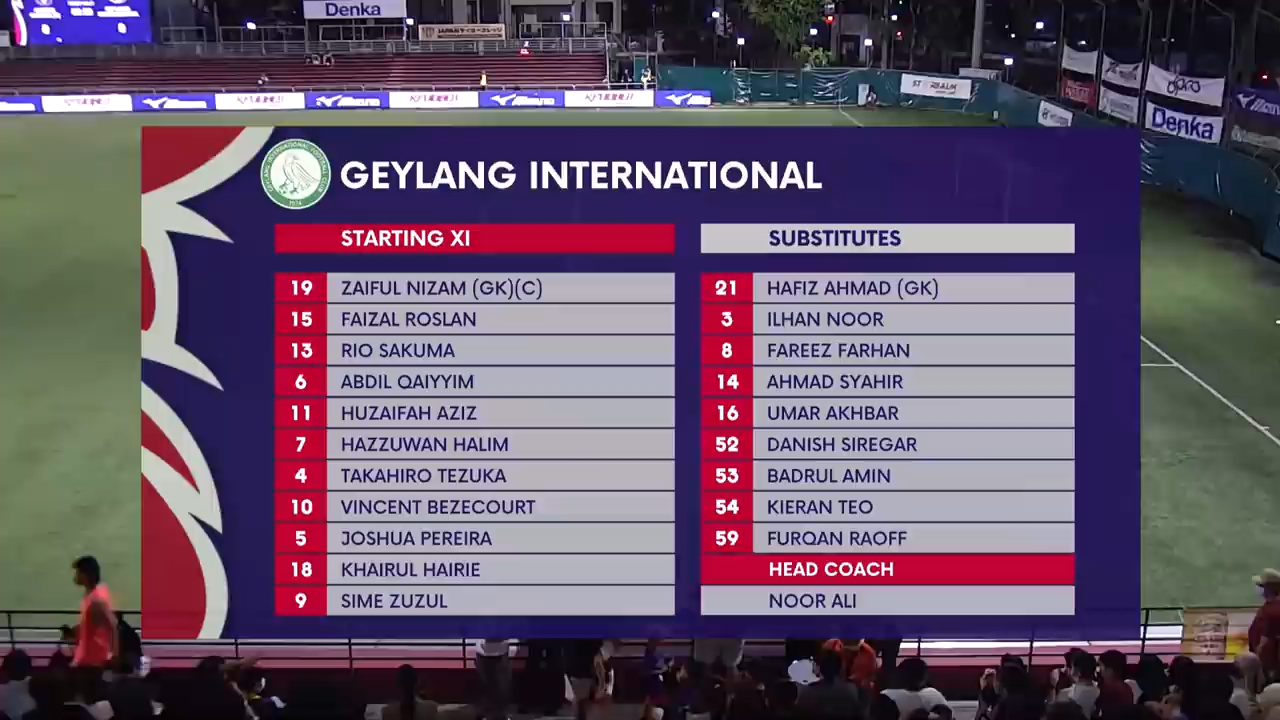 Denka
GEYLANG INTERNATIONAL
STARTING XI
19 ZAIFUL NIZAM (GK)(C)
15 FAIZAL ROSLAN
13 RIO SAKUMA
6 ABDIL QAIYYIM
11 HUZAIFAH AZIZ
7 HAZZUWAN HALIM
4 TAKAHIRO TEZUKA
10 VINCENT BEZECOURT
5 JOSHUA PEREIRA
18 KHAIRUL HAIRIE
9 SIME ZUZUL
SUBSTITUTES
21 HAFIZ AHMAD (GK)
3 ILHAN NOOR
8 FAREEZ FARHAN
14 AHMAD SYAHIR
16 UMAR AKHBAR
52 DANISH SIREGAR
53 BADRUL AMIN
54 KIERAN TEO
59 FURQAN RAOFF
HEAD COACH
NOOR ALI
Denka